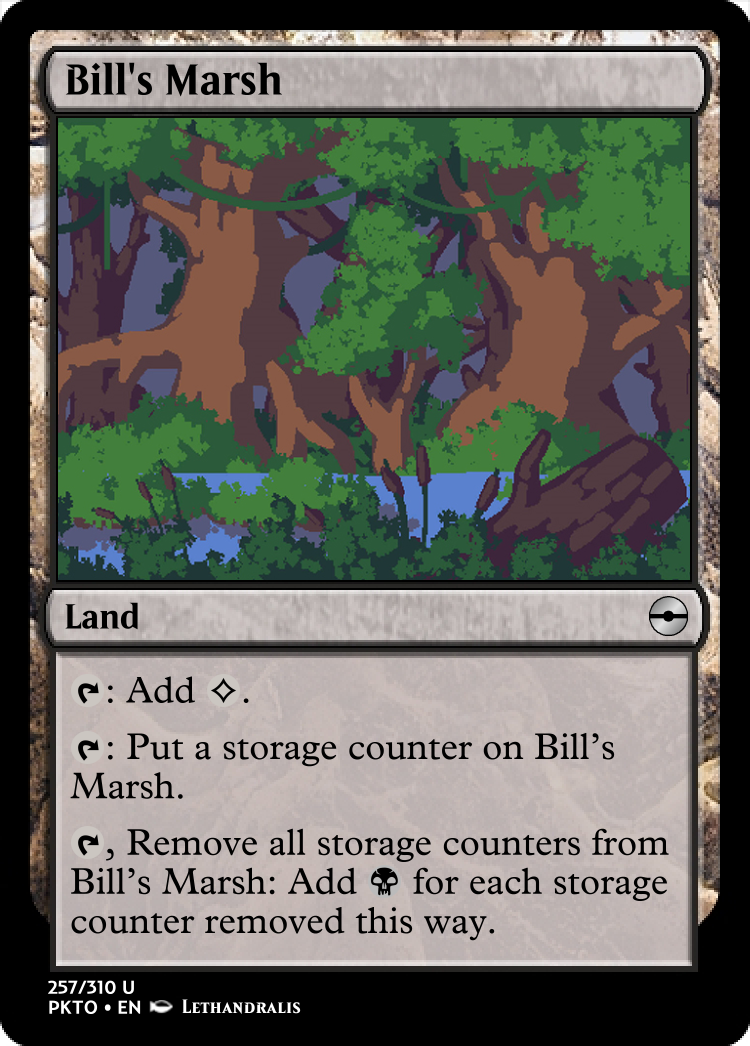 Bill's Marsh
Land
: Add .
: Put a storage counter on Bill's
Marsh.
, Remove all storage counters from
Bill's Marsh: Add for each storage
counter removed this way.
257/310 U
PKTO • EN Lethandralis